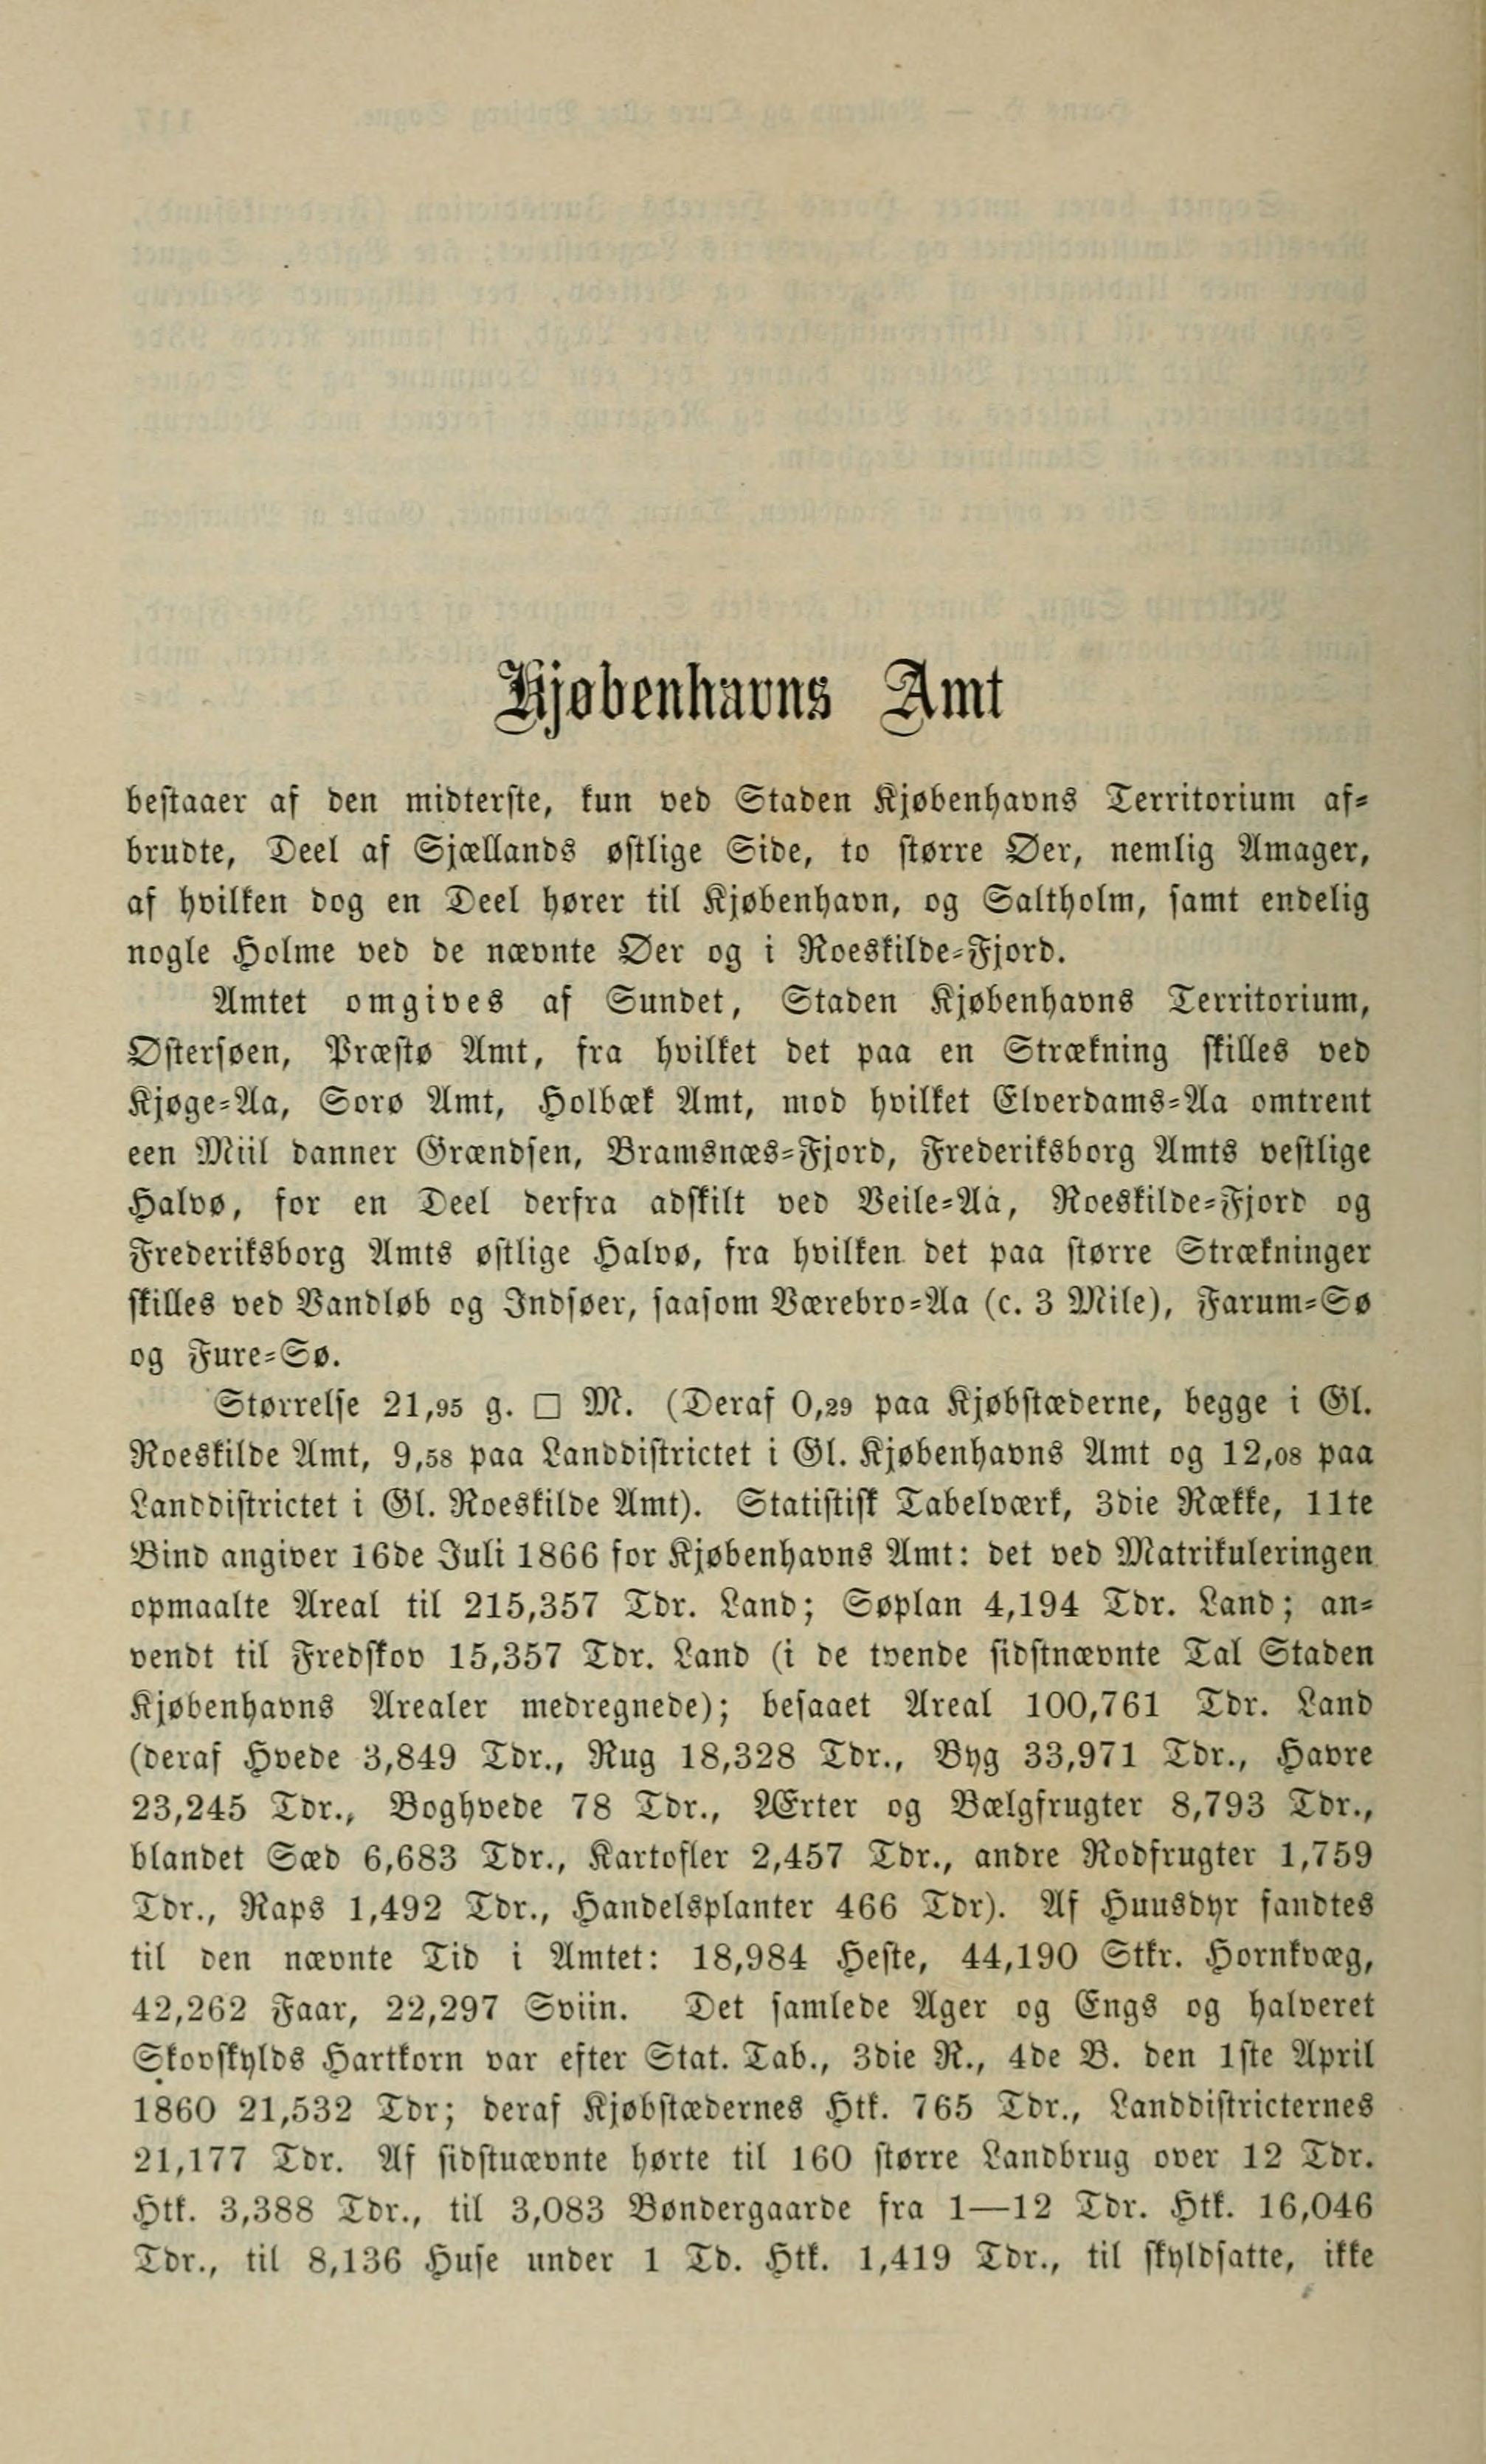 Kjøbenhavns Amt
bestaaer af den midterste, kun ved Staden Kjøbenhavns Territorium af-
brudte, Deel af Sjællands østlige Side, to større Øer, nemlig Amager,
af hvilken dog en Deel hører til Kjøbenhavn, og Saltholm, samt endelig
nogle Holme ved de nævnte Øer og i Roeskilde-Fjord.
Amtet omgives af Sundet, Staden Kjøbenhavns Territorium,
Østersøen, Præstø Amt, fra hvilket det paa en Strækning skilles ved
Kjøge-Aa, Sorø Amt, Holbæk Amt, mod hvilket Elverdams-Aa omtrent
een Miil danner Grændsen, Bramsnæs-Fjord, Frederiksborg Amts vestlige
Halvø, for en Deel derfra adskilt ved Veile-Aa, Roeskilde-Fjord og
Frederiksborg Amts østlige Halvø, fra hvilken det paa større Strækninger
skilles ved Vandløb og Indsøer, saasom Værebro-Aa (c. 3 Mile), Farum-Sø
og Fure-Sø.
Størrelse 21,95 g. □ M. (Deraf 0,29 paa Kjøbstæderne, begge i Gl.
Roeskilde Amt, 9,58 paa Landdistrictet i Gl. Kjøbenhavns Amt og 12,08 paa
Landdistrictet i Gl. Roeskilde Amt). Statistisk Tabelværk, 3die Række, 11te
Bind angiver 16de Juli 1866 for Kjøbenhavns Amt: det ved Matrikuleringen
opmaalte Areal til 215,357 Tdr. Land; Søplan 4,194 Tdr. Land; an-
vendt til Fredskov 15,357 Tdr. Land (i de tvende sidstnævnte Tal Staden
Kjøbenhavns Arealer medregnede); besaaet Areal 100,761 Tdr. Land
(deraf Hvede 3,849 Tdr., Rug 18,328 Tdr., Byg 33,971 Tdr., Havre
23,245 Tdr., Boghvede 78 Tdr., Ærter og Bælgfrugter 8,793 Tdr.,
blandet Sæd 6,683 Tdr., Kartofler 2,457 Tdr., andre Rodfrugter 1,759
Tdr., Raps 1,492 Tdr., Handelsplanter 466 Tdr). Af Huusdyr fandtes
til den nævnte Tid i Amtet: 18,984 Heste, 44,190 Stkr. Hornkvæg,
42,262 Faar, 22,297 Sviin. Det samlede Ager og Engs og halveret
Skovskylds Hartkorn var efter Stat. Tab., 3die R., 4de B. den 1ste April
1860 21,532 Tdr; deraf Kjøbstædernes Htk. 765 Tdr., Landdistricternes
21,177 Tdr. Af sidstuævnte hørte til 160 større Landbrug over 12 Tdr.
Htk. 3,388 Tdr., til 3,083 Bøndergaarde fra 1—12 Tdr. Htk. 16,046
Tdr., til 8,136 Huse under 1 Td. Htk. 1,419 Tdr., til skyldsatte, ikke